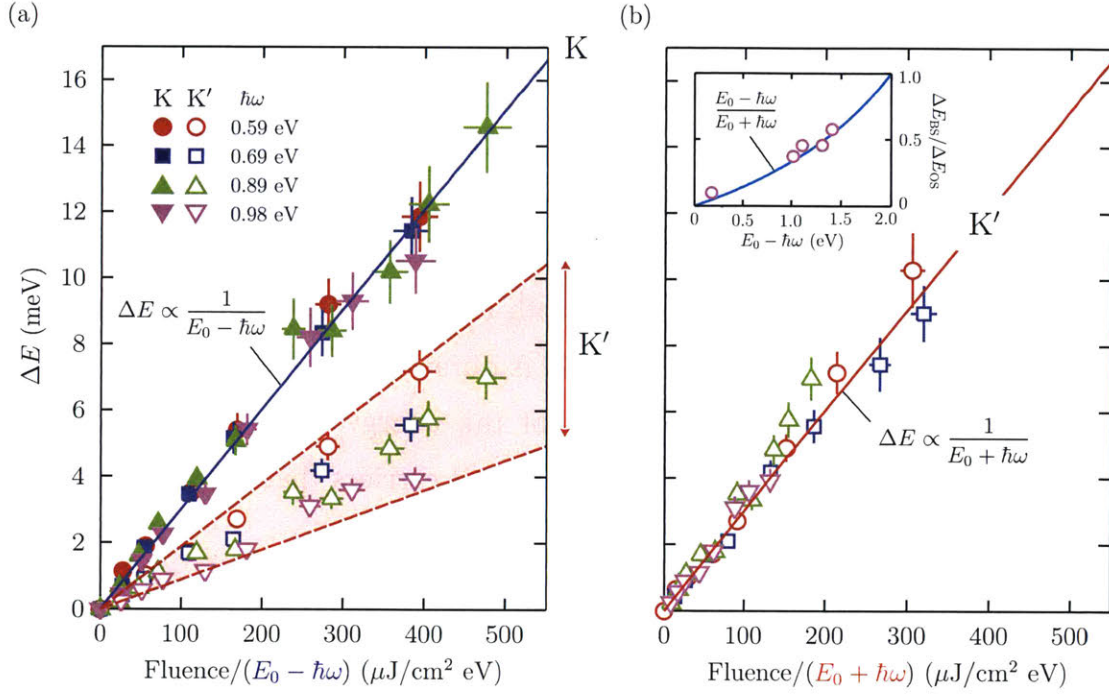 (a)
K
16
14
12
10
8
6
4
2
0
ΔE (meV)
K K′ ħω
0.59 eV
0.69 eV
0.89 eV
0.98 eV
ΔE ∝ 1/(E₀ − ħω)
K′
0 100 200 300 400 500
Fluence/(E₀ − ħω) (μJ/cm² eV)
(b)
E₀ − ħω
E₀ + ħω
1.0
0.5
0
ΔE_BS/ΔE_OS
0 0.5 1.0 1.5 2.0
E₀ − ħω (eV)
K′
ΔE ∝ 1/(E₀ + ħω)
0 100 200 300 400 500
Fluence/(E₀ + ħω) (μJ/cm² eV)